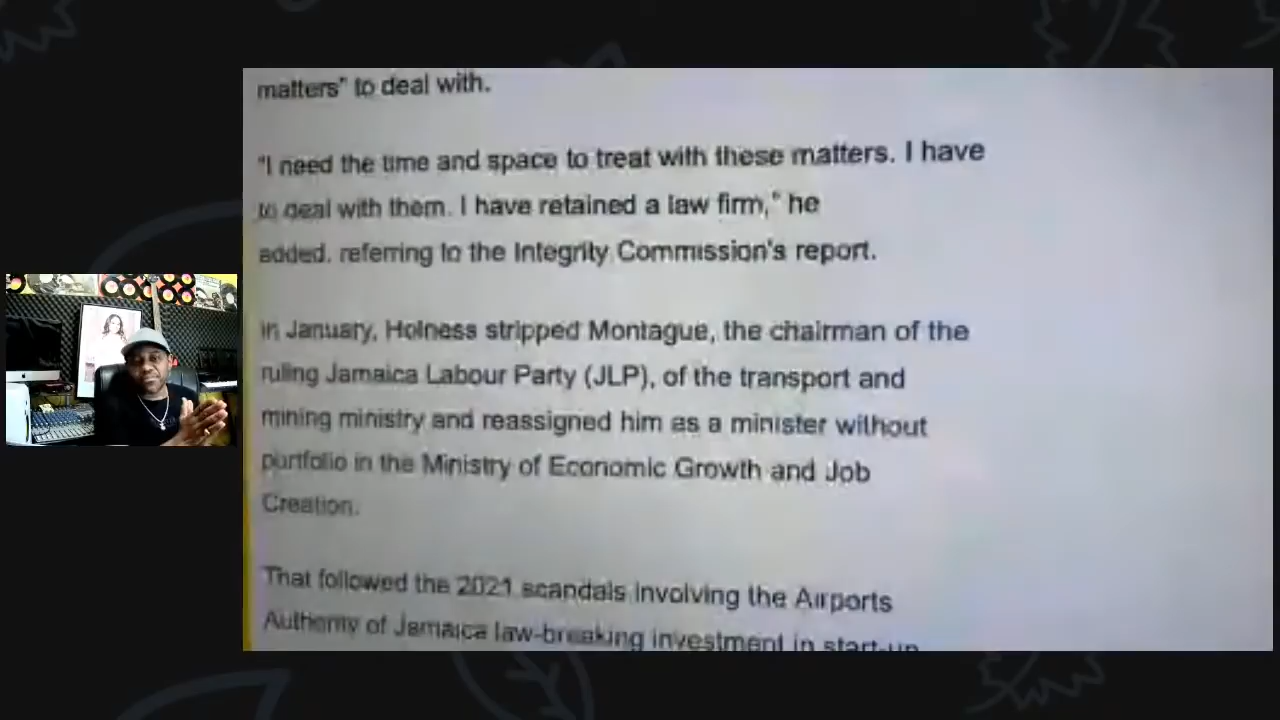 matters" to deal with.
"I need the time and space to treat with these matters. I have
to deal with them. I have retained a law firm," he
added, referring to the Integrity Commission's report.
In January, Holness stripped Montague, the chairman of the
ruling Jamaica Labour Party (JLP), of the transport and
mining ministry and reassigned him as a minister without
portfolio in the Ministry of Economic Growth and Job
Creation.
That followed the 2021 scandals involving the Airports
Authority of Jamaica law-breaking investment in start-up